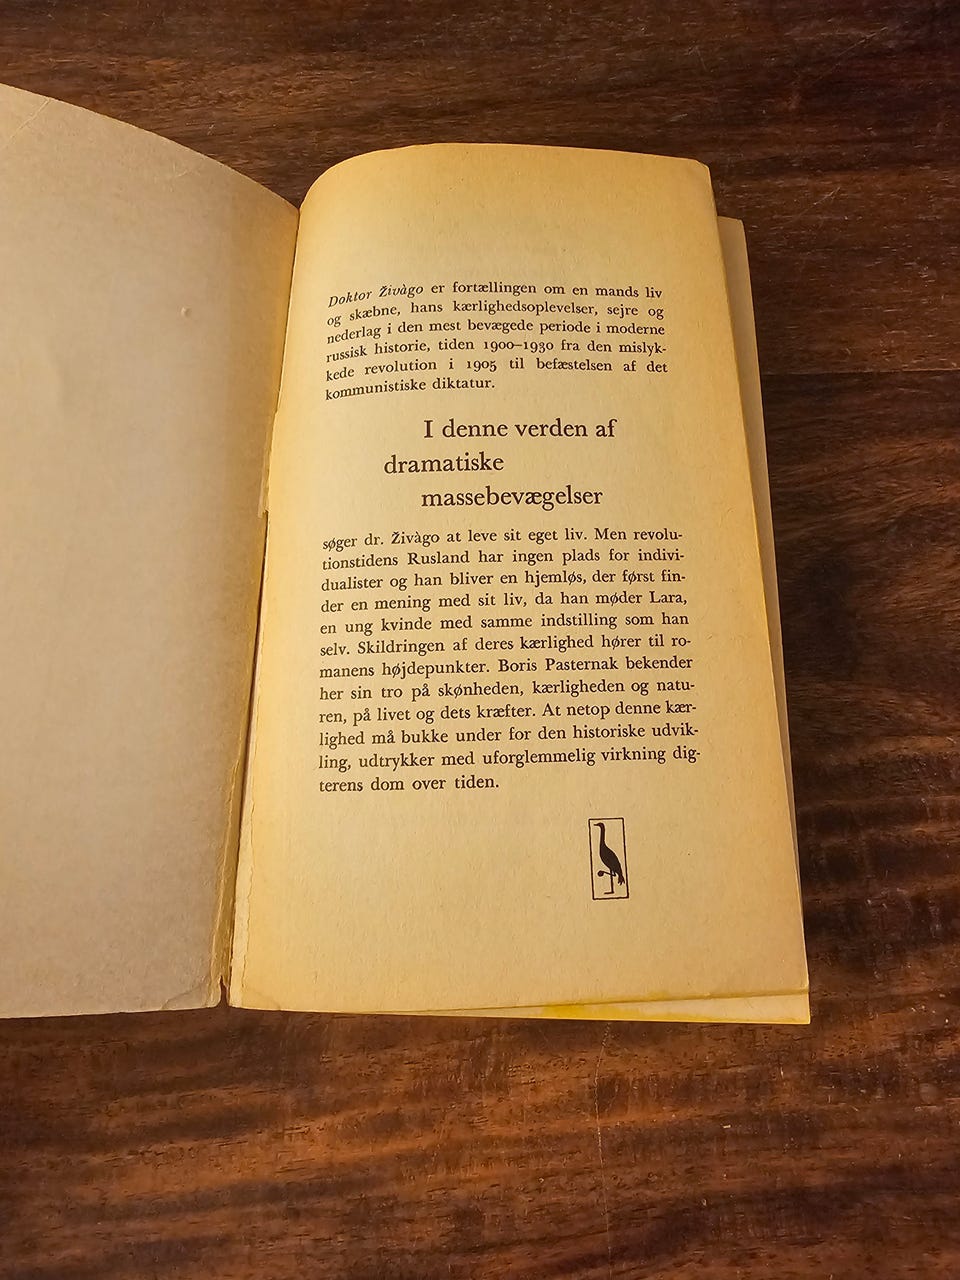 Doktor Živàgo er fortællingen om en mands liv
og skæbne, hans kærlighedsoplevelser, sejre og
nederlag i den mest bevægede periode i moderne
russisk historie, tiden 1900–1930 fra den mislyk-
kede revolution i 1905 til befæstelsen af det
kommunistiske diktatur.
I denne verden af
dramatiske
massebevægelser
søger dr. Živàgo at leve sit eget liv. Men revolu-
tionstidens Rusland har ingen plads for indivi-
dualister og han bliver en hjemløs, der først fin-
der en mening med sit liv, da han møder Lara,
en ung kvinde med samme indstilling som han
selv. Skildringen af deres kærlighed hører til ro-
manens højdepunkter. Boris Pasternak bekender
her sin tro på skønheden, kærligheden og natu-
ren, på livet og dets kræfter. At netop denne kær-
lighed må bukke under for den historiske udvik-
ling, udtrykker med uforglemmelig virkning dig-
terens dom over tiden.